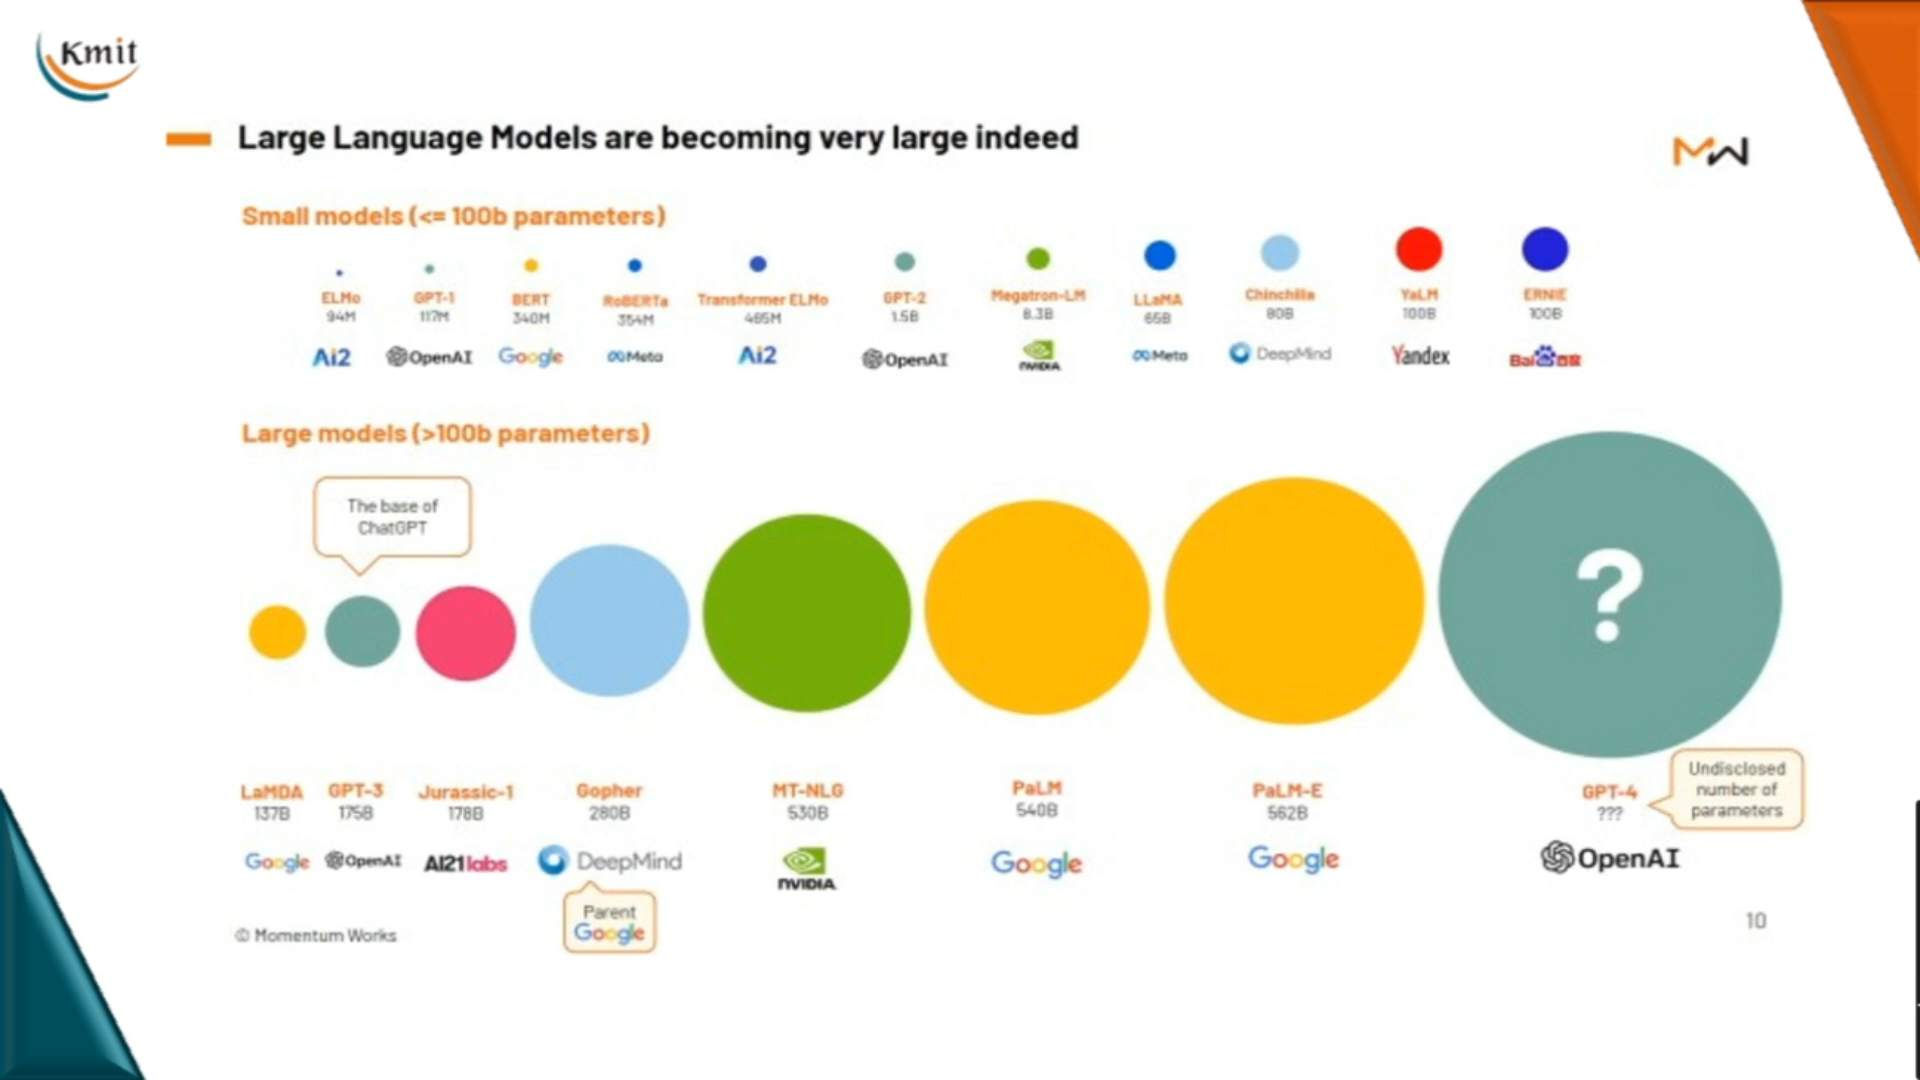 Kmit
Large Language Models are becoming very large indeed
MW
Small models (<= 100b parameters)
ELMo GPT-1 BERT RoBERTa Transformer ELMo GPT-2 Megatron-LM LLaMA Chinchilla YaLM ERNIE
94M 117M 340M 354M 465M 1.5B 8.3B 65B 80B 100B 100B
Ai2 OpenAI Google Meta Ai2 OpenAI NVIDIA Meta DeepMind Yandex Bai 百度
Large models (>100b parameters)
The base of
ChatGPT
?
LaMDA GPT-3 Jurassic-1 Gopher MT-NLG PaLM PaLM-E GPT-4
137B 175B 178B 280B 530B 540B 562B ???
Undisclosed
number of
parameters
Google OpenAI AI21labs DeepMind NVIDIA Google Google OpenAI
Parent
Google
© Momentum Works
10